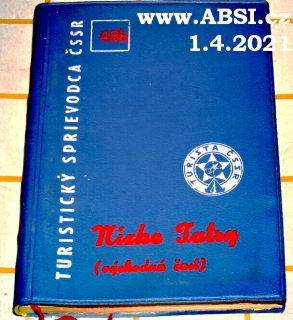 www.ABSI.cz
1.4.2021
TURISTICKÝ SPRIEVODCA ČSSR
48b
TURISTA ČSSR
Nízke Tatry
(východná časť)